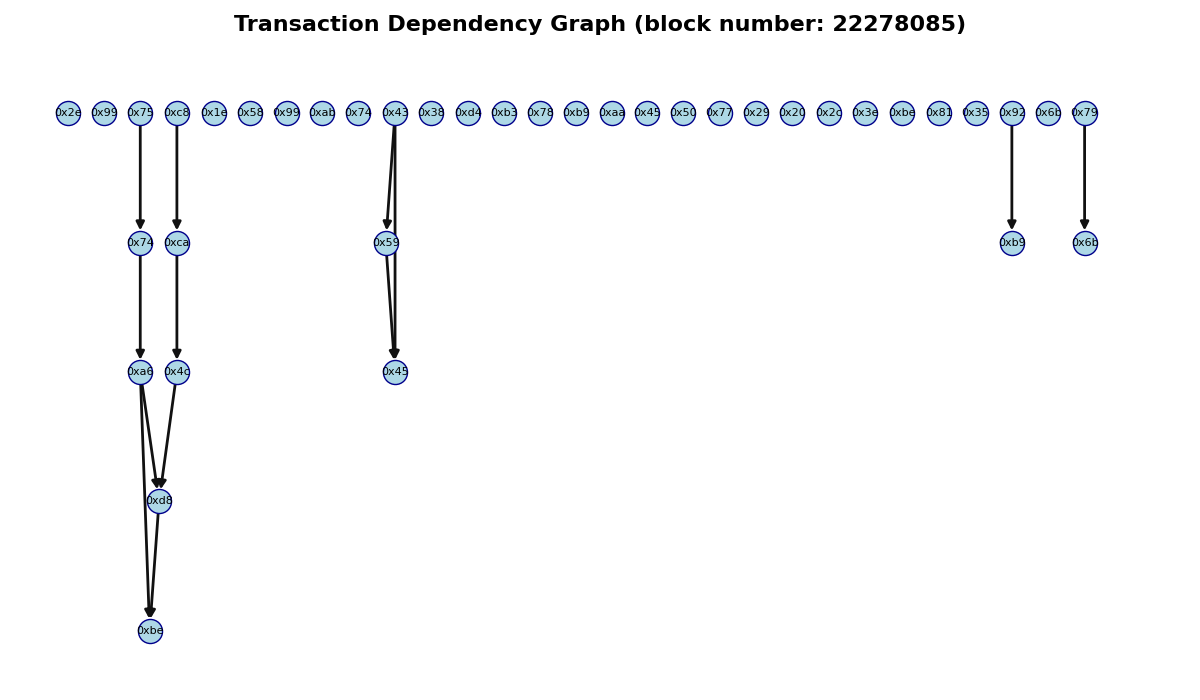 Transaction Dependency Graph (block number: 22278085)
0x2e 0x99 0x75 0xc8 0x1e 0x58 0x99 0xab 0x74 0x43 0x38 0xd4 0xb3 0x78 0xb9 0xaa 0x45 0x50 0x77 0x29 0x20 0x2c 0x3e 0xbe 0x81 0x35 0x92 0x6b 0x79
0x74 0xca 0x59 0xb9 0x6b
0xa6 0x4c 0x45
0xd8
0xbe